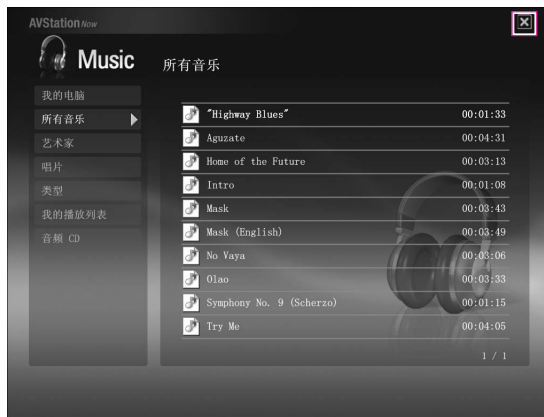 AVStation Now
Music
所有音乐
我的电脑
所有音乐
艺术家
唱片
类型
我的播放列表
音频 CD
"Highway Blues" 00:01:33
Aguzate 00:04:31
Home of the Future 00:03:13
Intro 00:01:08
Mask 00:03:43
Mask (English) 00:03:49
No Vaya 00:03:06
Olao 00:03:33
Symphony No. 9 (Scherzo) 00:01:15
Try Me 00:04:05
1 / 1